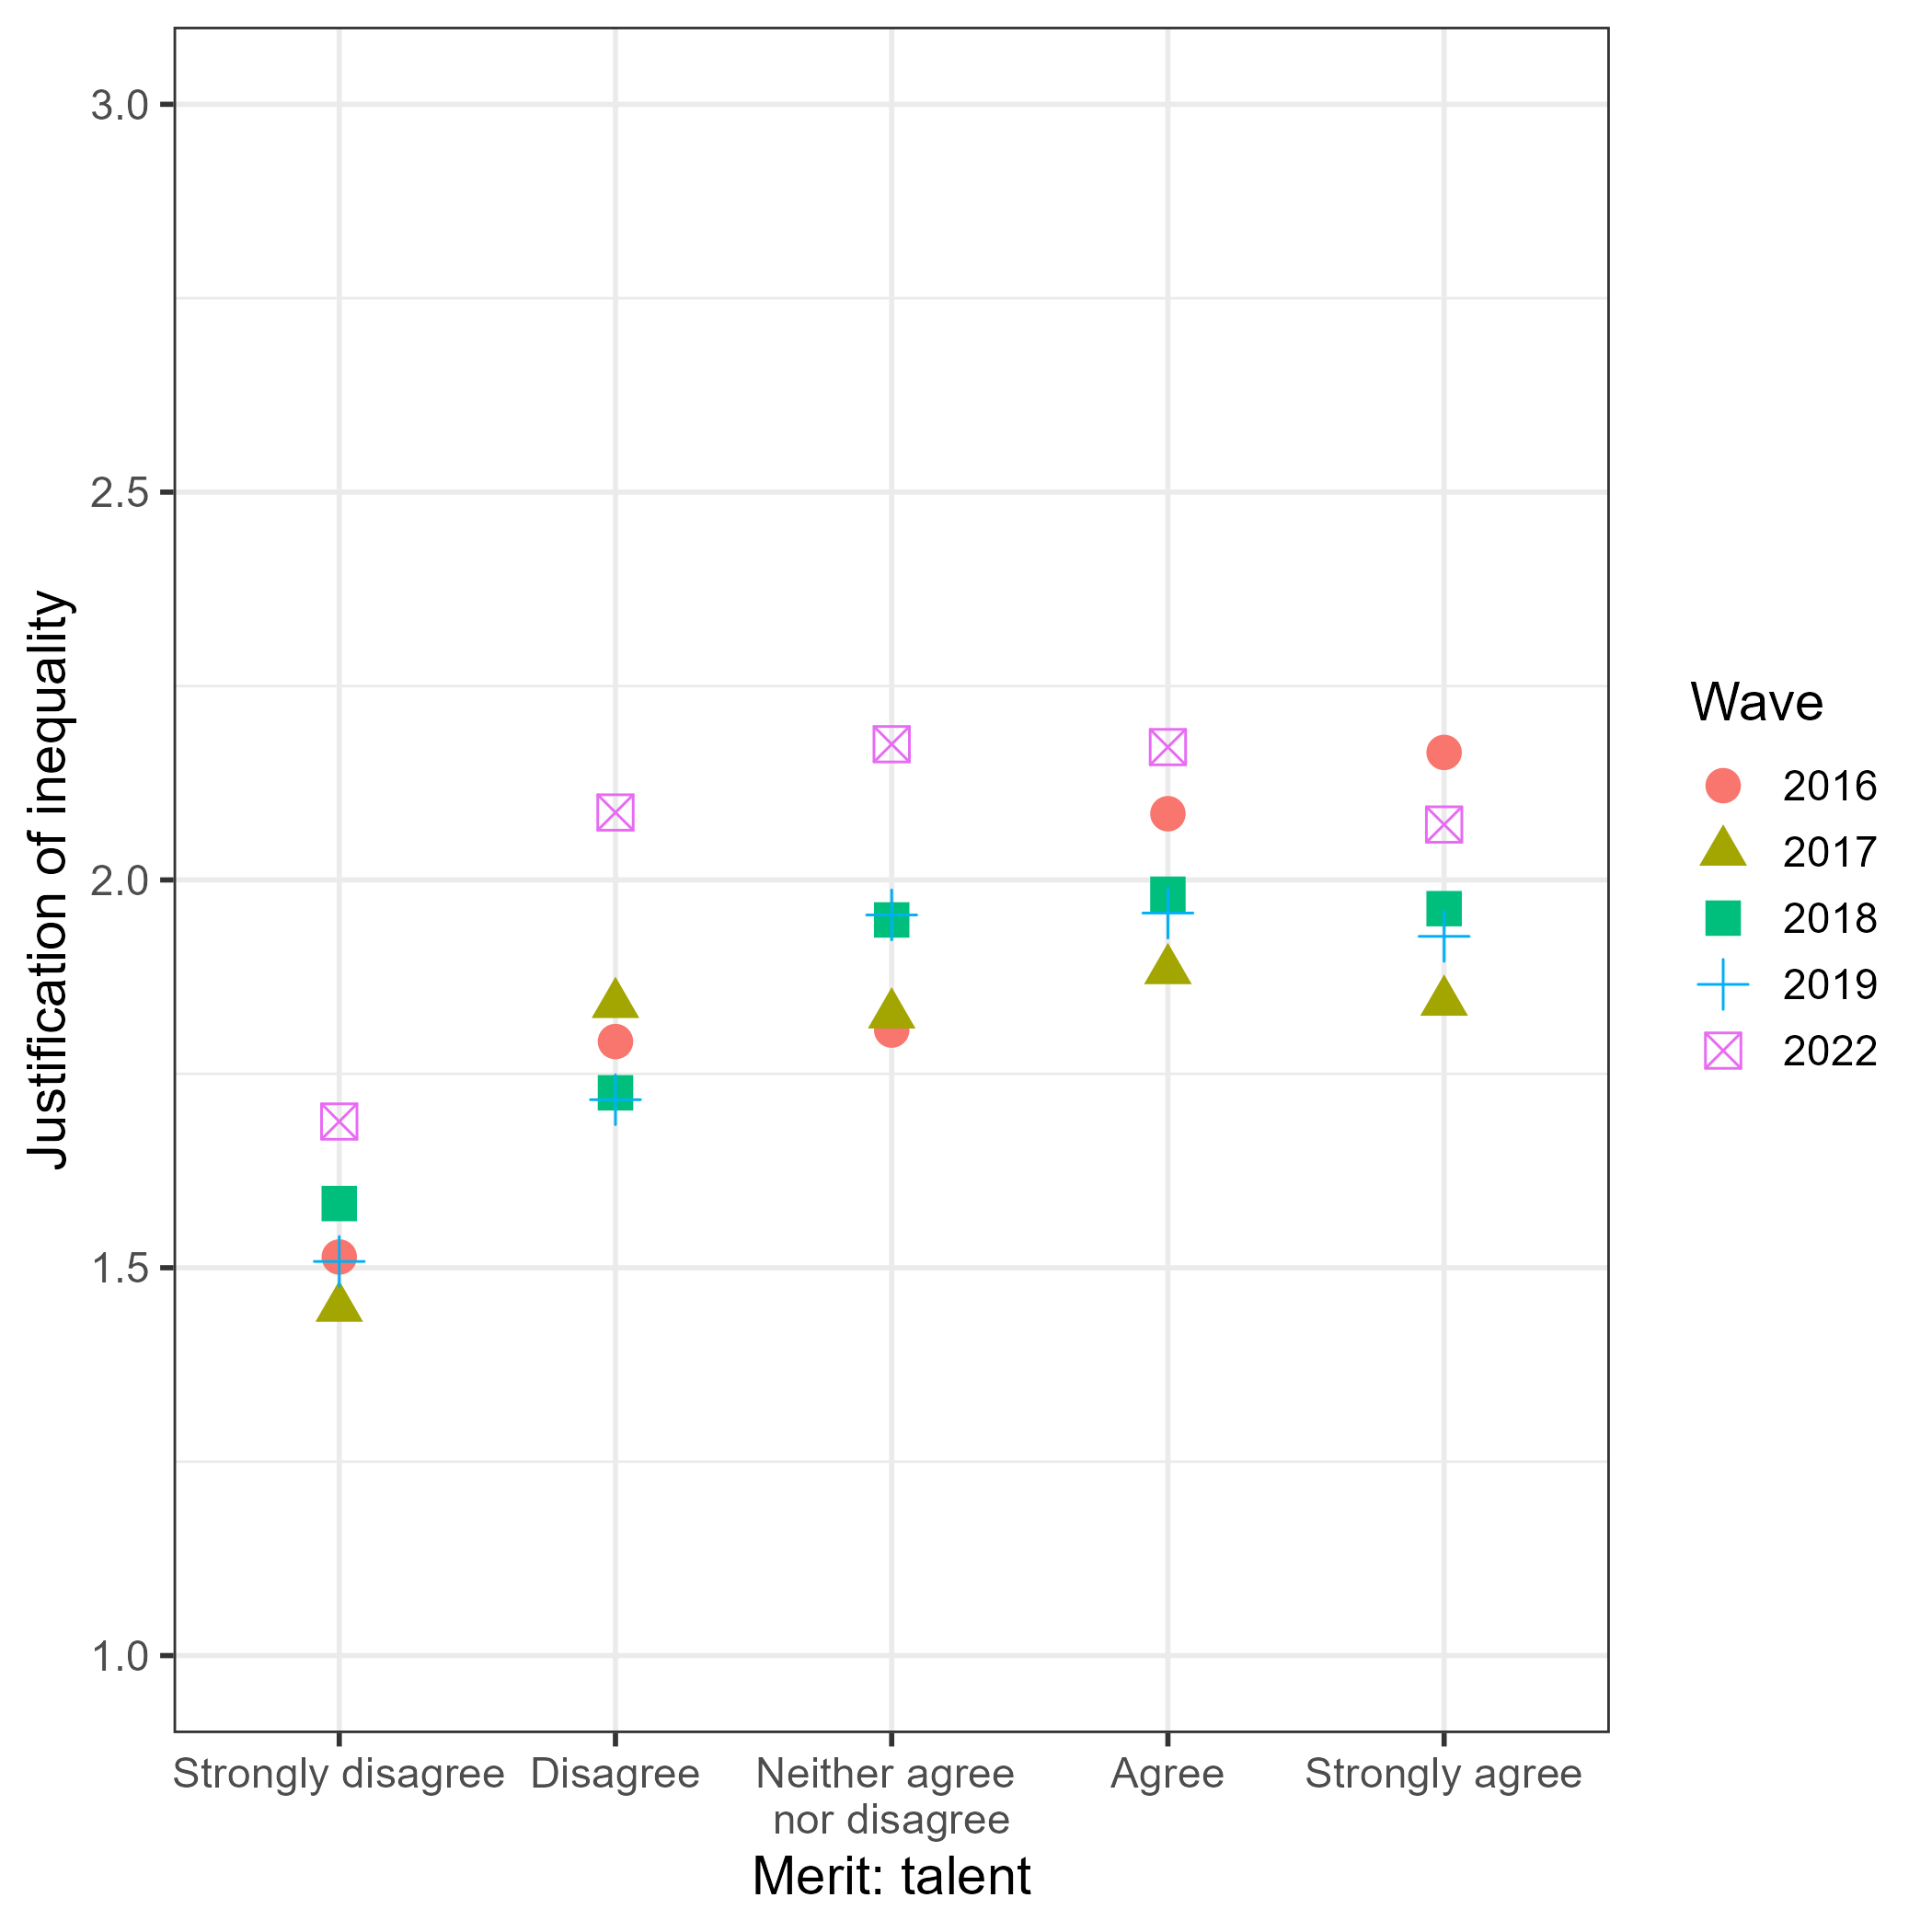 Justification of inequality
3.0
2.5
2.0
1.5
1.0
Strongly disagree
Disagree
Neither agree
nor disagree
Agree
Strongly agree
Merit: talent
Wave
2016
2017
2018
2019
2022